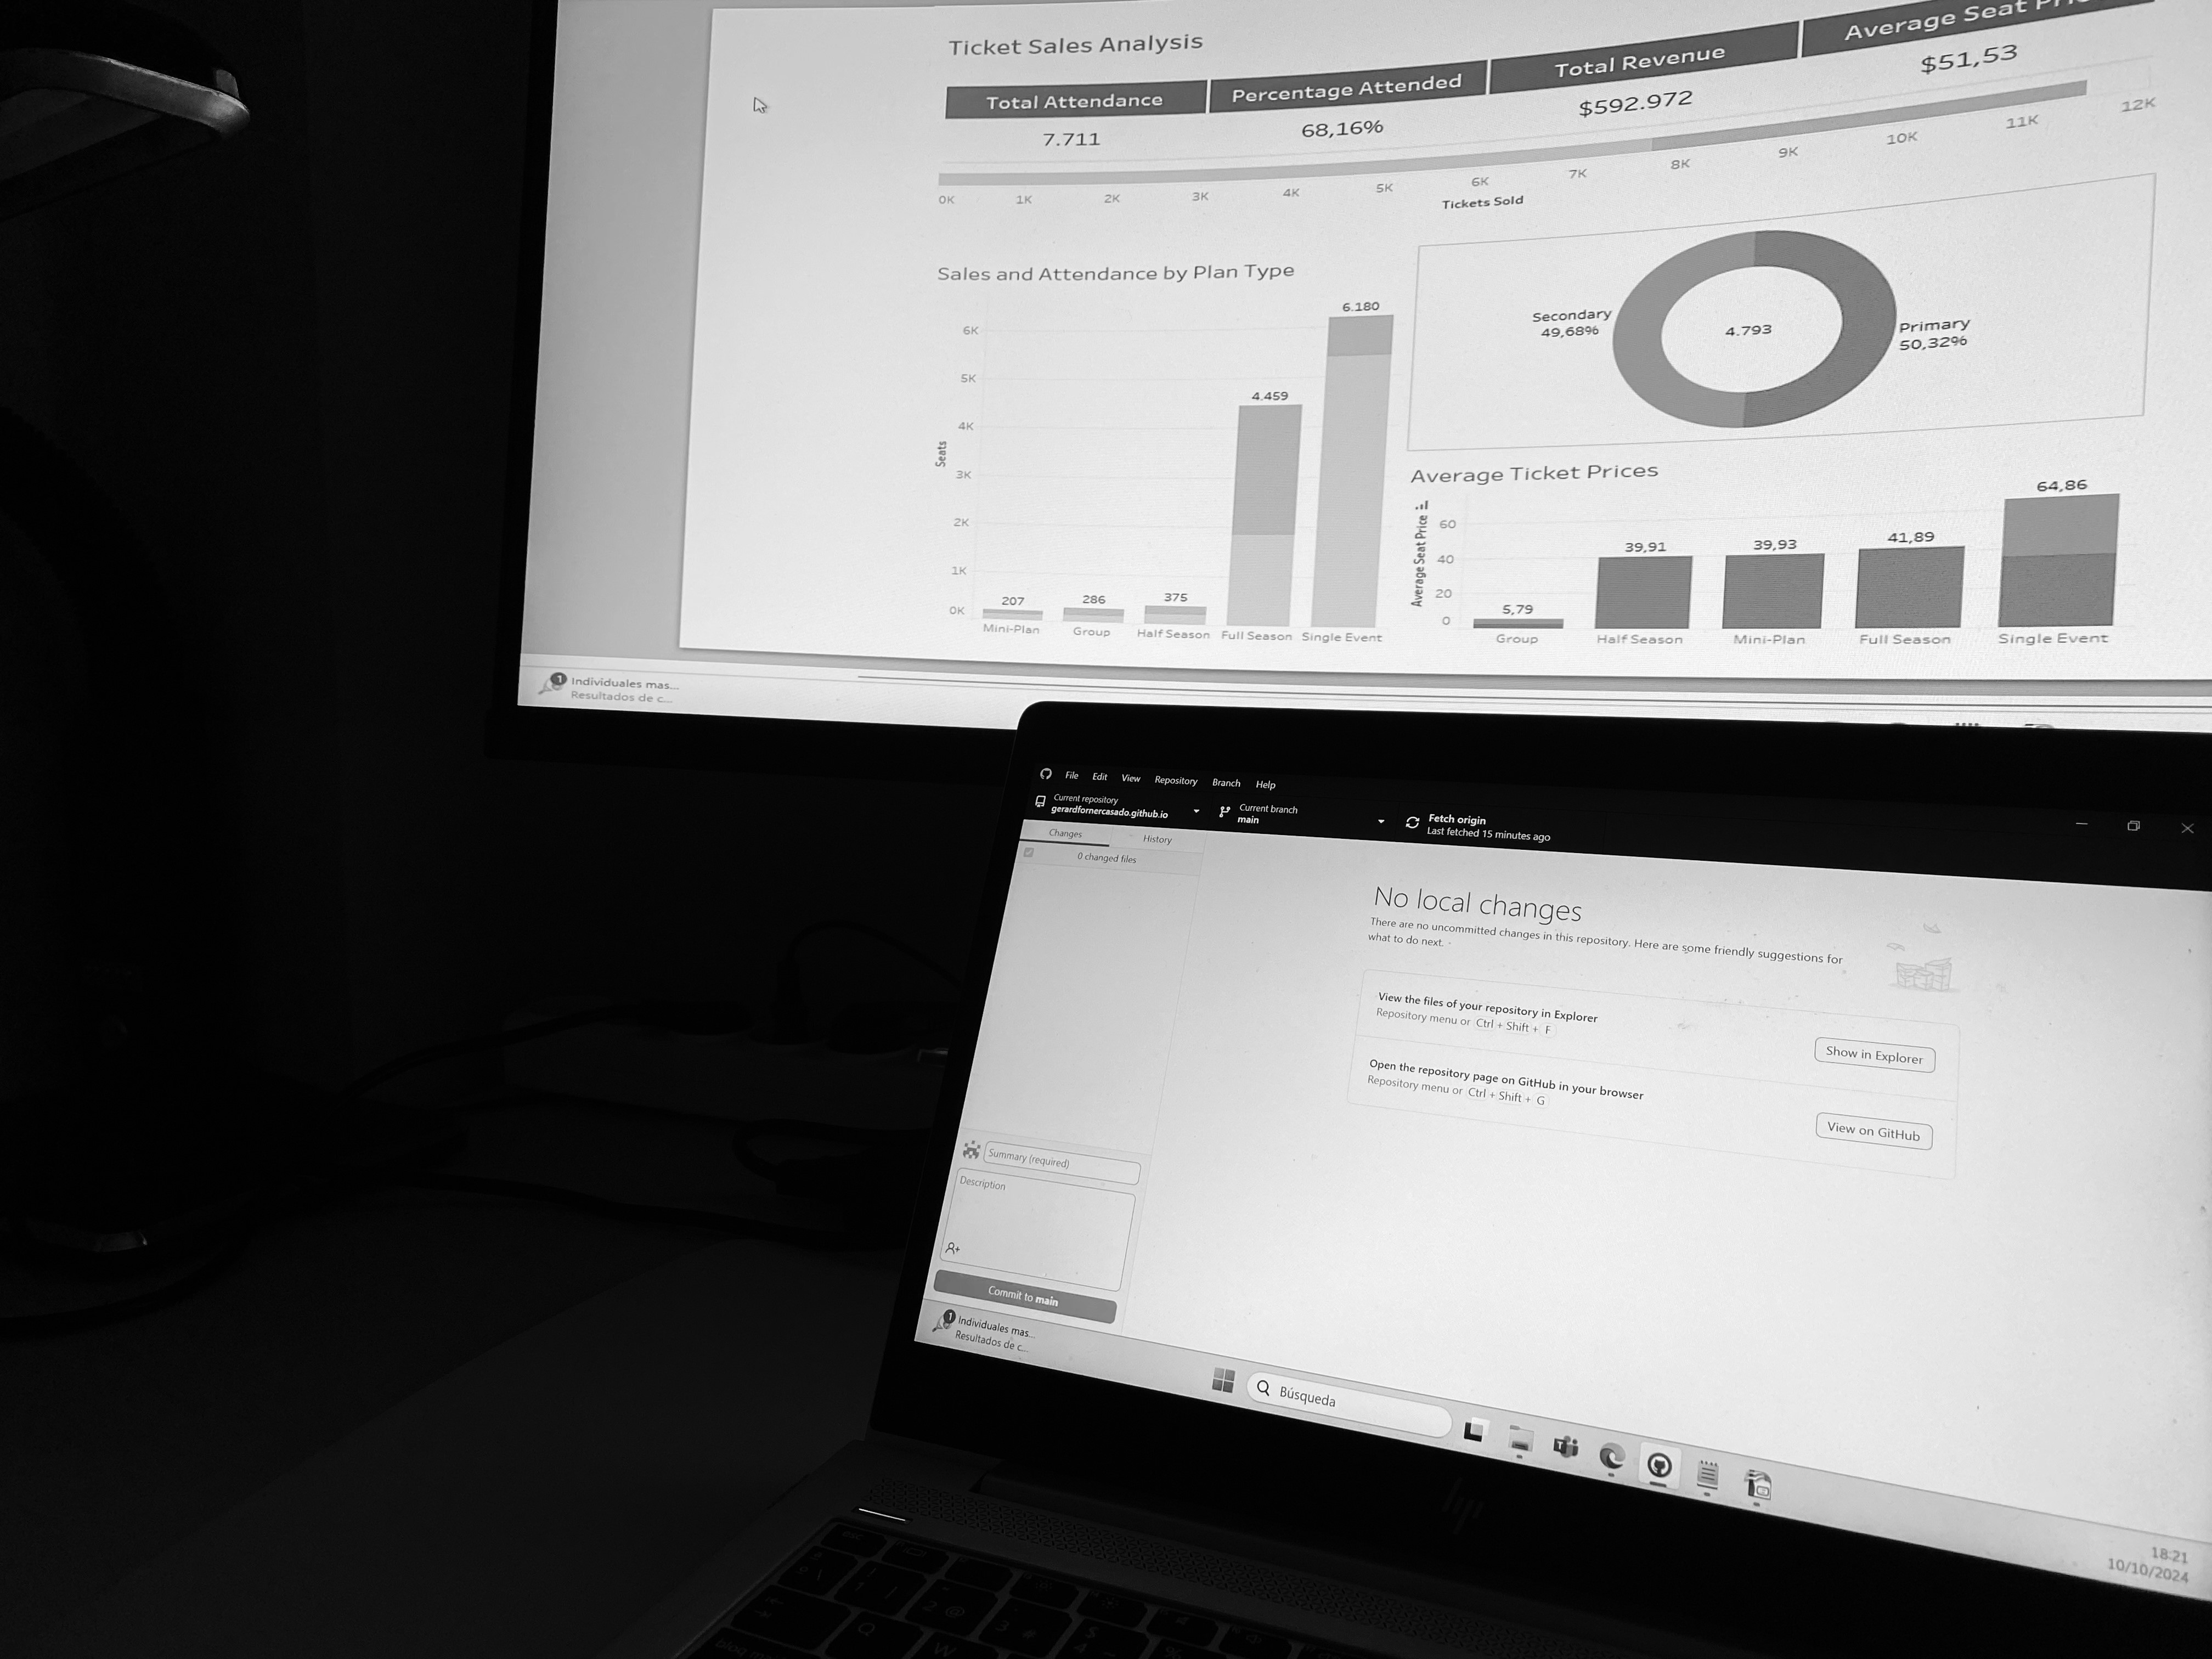 Ticket Sales Analysis
Total Attendance
Percentage Attended
Total Revenue
Average Seat
7.711
68,16%
$592.972
$51,53
0K 1K 2K 3K 4K 5K 6K 7K 8K 9K 10K 11K 12K
Tickets Sold
Sales and Attendance by Plan Type
Seats
6K
5K
4K
3K
2K
1K
0K
207
286
375
4.459
6.180
Mini-Plan
Group
Half Season
Full Season
Single Event
Secondary
49,68%
4.793
Primary
50,32%
Average Ticket Prices
Average Seat Price
60
40
20
0
5,79
39,91
39,93
41,89
64,86
Group
Half Season
Mini-Plan
Full Season
Single Event
1
Individuales mas...
Resultados de c...
File Edit View Repository Branch Help
Current repository
gerardfornercasado.github.io
Current branch
main
Fetch origin
Last fetched 15 minutes ago
Changes
History
0 changed files
No local changes
There are no uncommitted changes in this repository. Here are some friendly suggestions for
what to do next.
View the files of your repository in Explorer
Repository menu or Ctrl + Shift + F
Show in Explorer
Open the repository page on GitHub in your browser
Repository menu or Ctrl + Shift + G
View on GitHub
Summary (required)
Description
Commit to main
1
Individuales mas...
Resultados de c...
Búsqueda
18:21
10/10/2024
hp
esc
1
2 @
3 #
$
4
Q
W